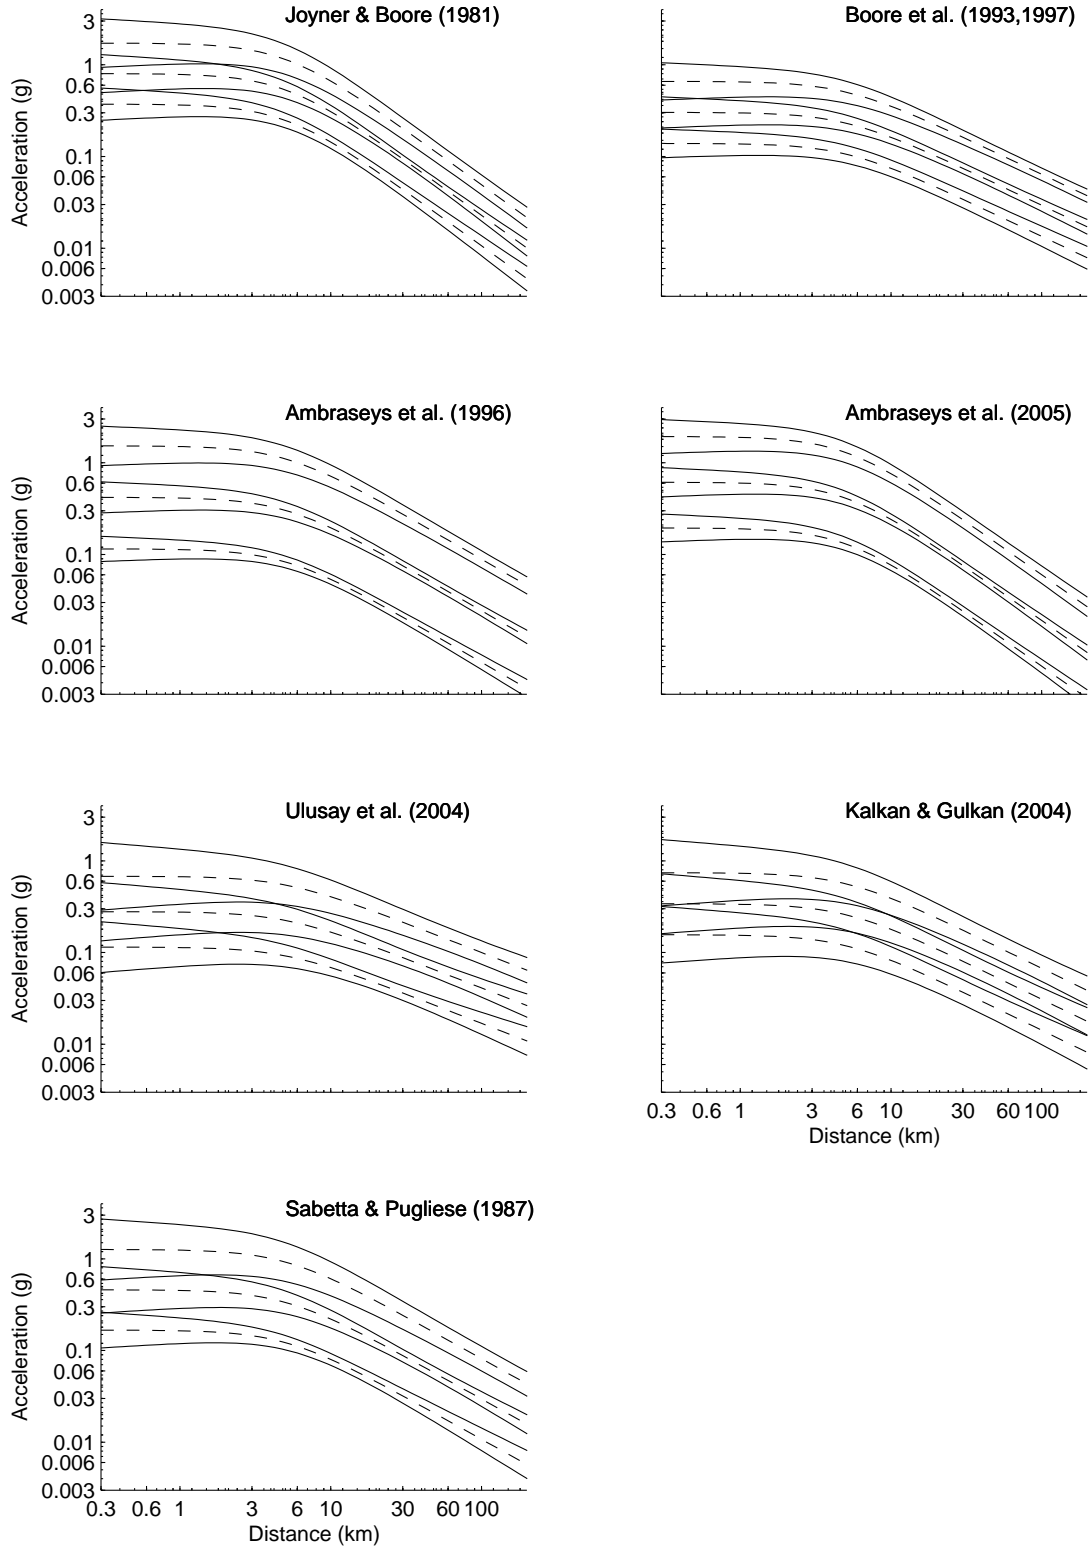 Joyner & Boore (1981)
3
1
0.6
0.3
0.1
0.06
0.03
0.01
0.006
0.003
Acceleration (g)
Boore et al. (1993,1997)
Ambraseys et al. (1996)
3
1
0.6
0.3
0.1
0.06
0.03
0.01
0.006
0.003
Acceleration (g)
Ambraseys et al. (2005)
Ulusay et al. (2004)
3
1
0.6
0.3
0.1
0.06
0.03
0.01
0.006
0.003
Acceleration (g)
Kalkan & Gulkan (2004)
0.3 0.6 1 3 6 10 30 60 100
Distance (km)
Sabetta & Pugliese (1987)
3
1
0.6
0.3
0.1
0.06
0.03
0.01
0.006
0.003
Acceleration (g)
0.3 0.6 1 3 6 10 30 60 100
Distance (km)